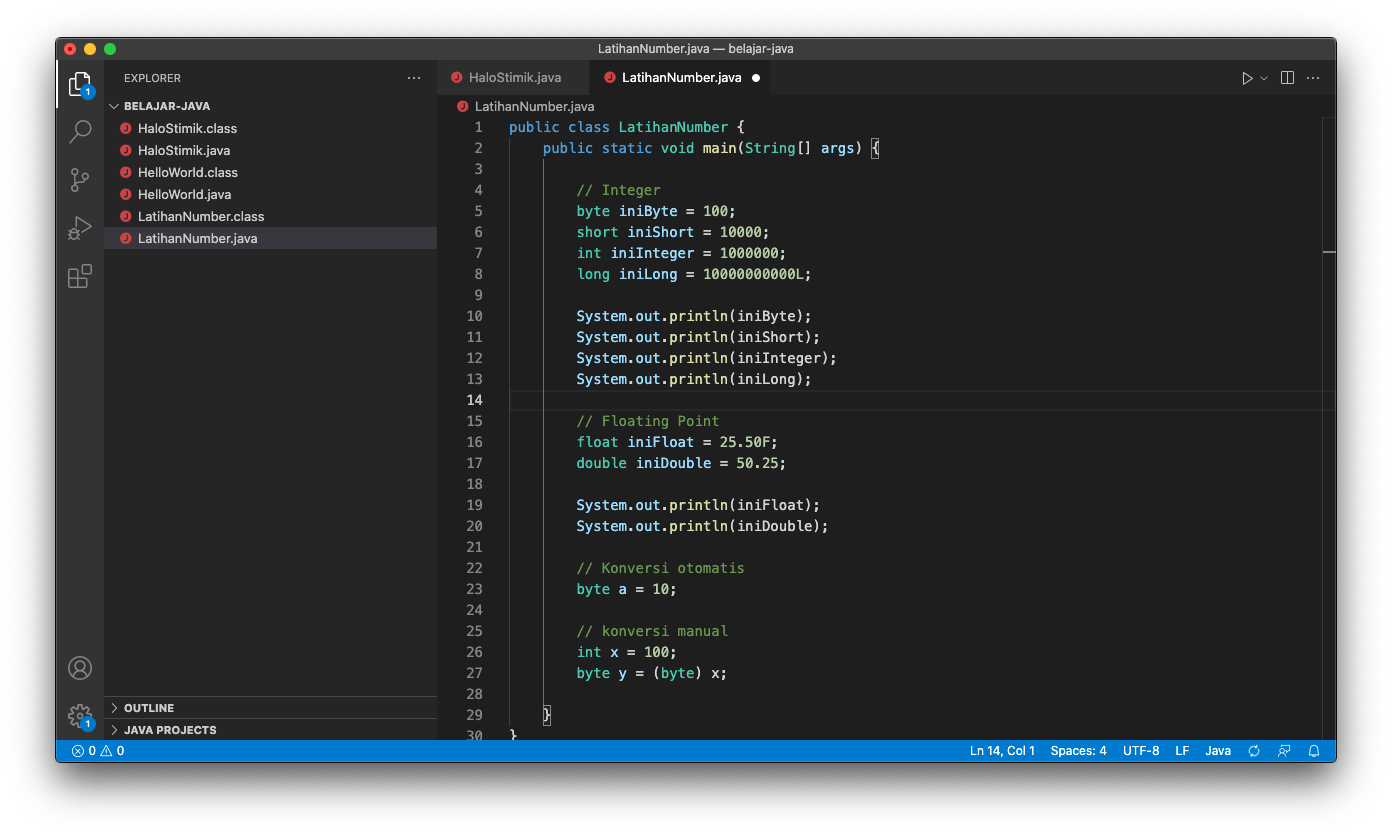 LatihanNumber.java — belajar-java
1
EXPLORER
BELAJAR-JAVA
HaloStimik.class
HaloStimik.java
HelloWorld.class
HelloWorld.java
LatihanNumber.class
LatihanNumber.java
OUTLINE
JAVA PROJECTS
1
HaloStimik.java
LatihanNumber.java
LatihanNumber.java
1 public class LatihanNumber {
2     public static void main(String[] args) {
3
4         // Integer
5         byte iniByte = 100;
6         short iniShort = 10000;
7         int iniInteger = 1000000;
8         long iniLong = 10000000000L;
9
10         System.out.println(iniByte);
11         System.out.println(iniShort);
12         System.out.println(iniInteger);
13         System.out.println(iniLong);
14
15         // Floating Point
16         float iniFloat = 25.50F;
17         double iniDouble = 50.25;
18
19         System.out.println(iniFloat);
20         System.out.println(iniDouble);
21
22         // Konversi otomatis
23         byte a = 10;
24
25         // konversi manual
26         int x = 100;
27         byte y = (byte) x;
28
29     }
30 }
0 0
Ln 14, Col 1 Spaces: 4 UTF-8 LF Java